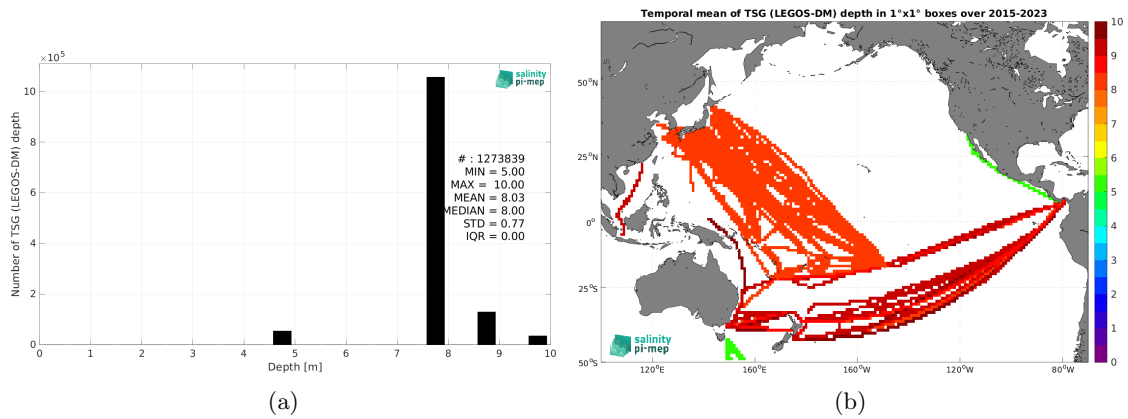 ×10⁵
10
8
6
4
2
0
Number of TSG (LEGOS-DM) depth
salinity
pi-mep
# : 1273839
MIN = 5.00
MAX = 10.00
MEAN = 8.03
MEDIAN = 8.00
STD = 0.77
IQR = 0.00
0 1 2 3 4 5 6 7 8 9 10
Depth [m]
(a)
Temporal mean of TSG (LEGOS-DM) depth in 1°x1° boxes over 2015-2023
50°N
25°N
0°
25°S
50°S
120°E
160°E
160°W
120°W
80°W
salinity
pi-mep
10
9
8
7
6
5
4
3
2
1
0
(b)